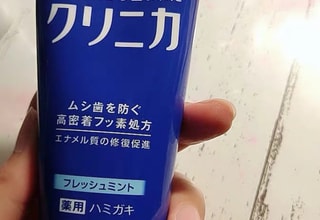 クリニカ
ムシ歯を防ぐ
高密着フッ素処方
エナメル質の修復促進
フレッシュミント
薬用 ハミガキ